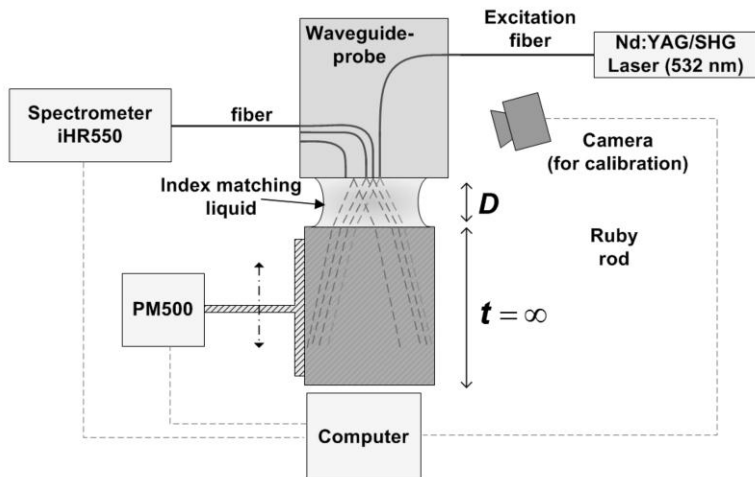 Excitation
fiber
Waveguide-
probe
Nd:YAG/SHG
Laser (532 nm)
Spectrometer
iHR550
fiber
Camera
(for calibration)
Index matching
liquid
D
Ruby
rod
PM500
t = ∞
Computer